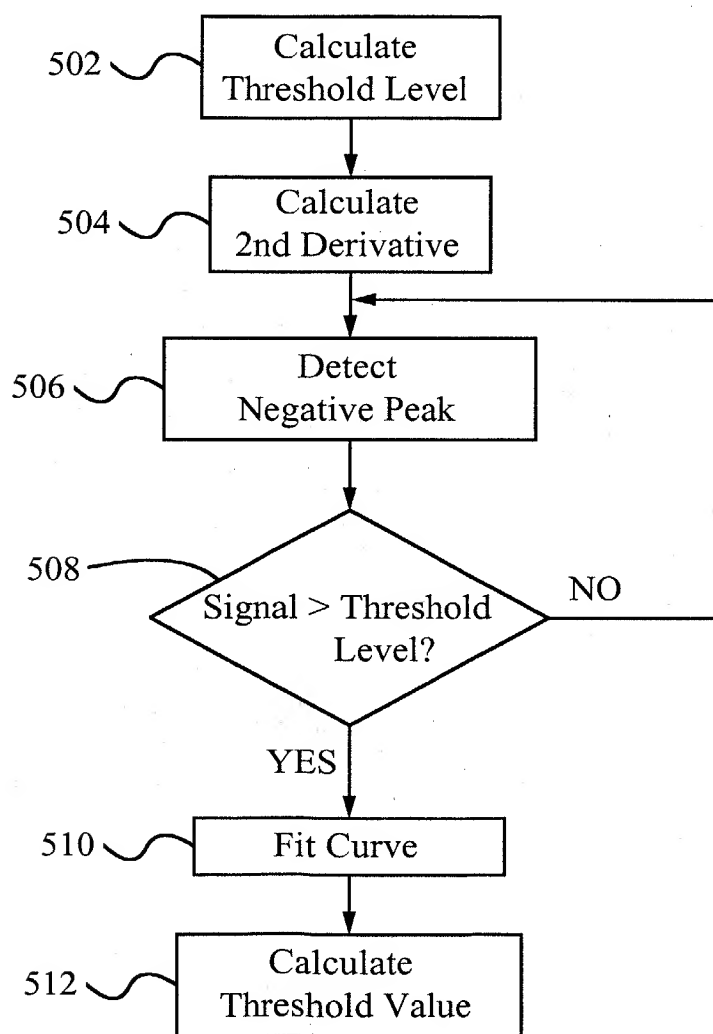 502
Calculate
Threshold Level
504
Calculate
2nd Derivative
506
Detect
Negative Peak
508
Signal > Threshold
Level?
NO
YES
510
Fit Curve
512
Calculate
Threshold Value